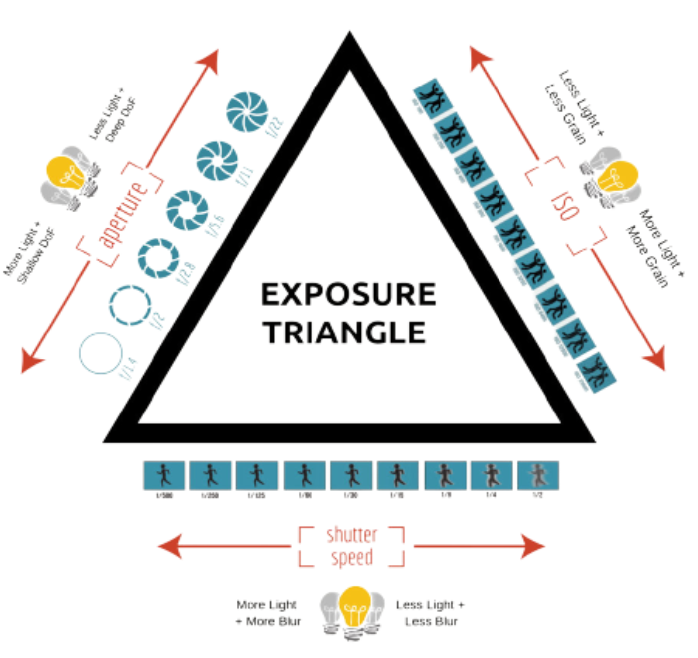 Less Light +
Deep DoF
aperture
More Light +
Shallow DoF
f/22
f/11
f/5.6
f/2.8
f/2
f/1.4
Less Light +
Less Grain
ISO
More Light +
More Grain
EXPOSURE
TRIANGLE
1/500 1/250 1/125 1/60 1/30 1/15 1/8 1/4 1/2
shutter
speed
More Light
+ More Blur
Less Light +
Less Blur